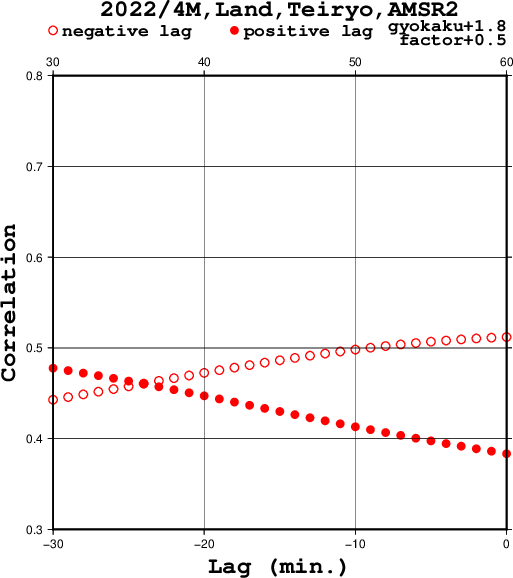 2022/4M,Land,Teiryo,AMSR2
negative lag positive lag gyokaku+1.8
factor+0.5
30 40 50 60
0.8
0.7
0.6
0.5
0.4
0.3
Correlation
−30 −20 −10 0
Lag (min.)